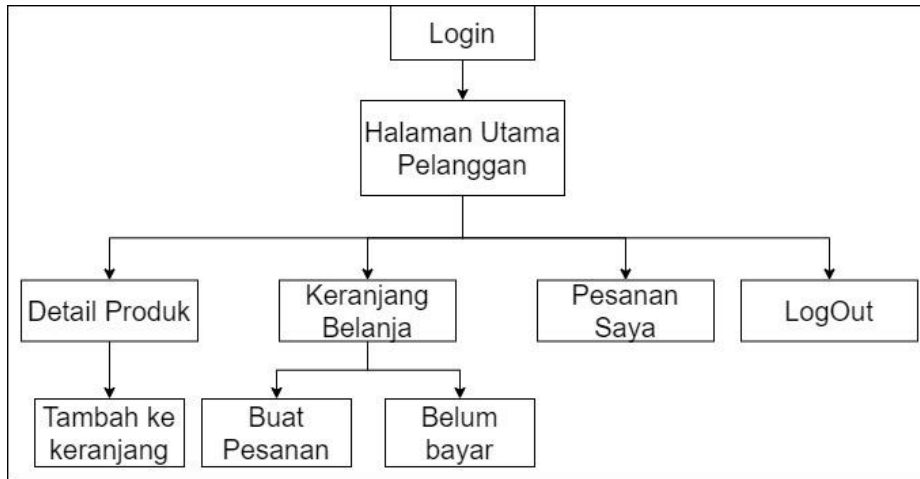 Login
Halaman Utama
Pelanggan
Detail Produk
Keranjang
Belanja
Pesanan
Saya
LogOut
Tambah ke
keranjang
Buat
Pesanan
Belum
bayar